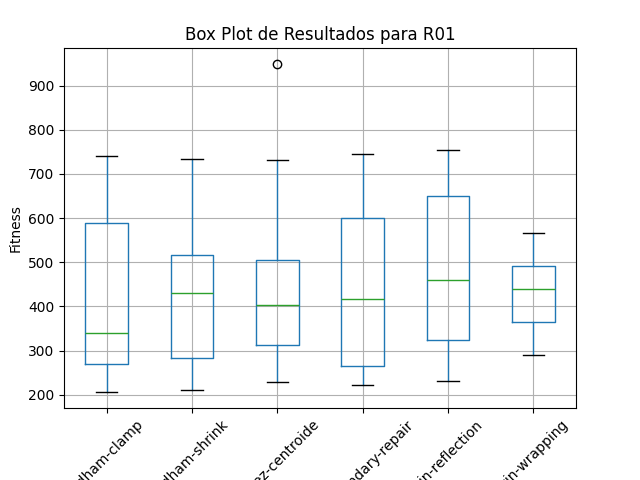 Box Plot de Resultados para R01
900
800
700
600
500
400
300
200
Fitness
dham-clamp
dham-shrink
ez-centroide
ndary-repair
in-reflection
in-wrapping